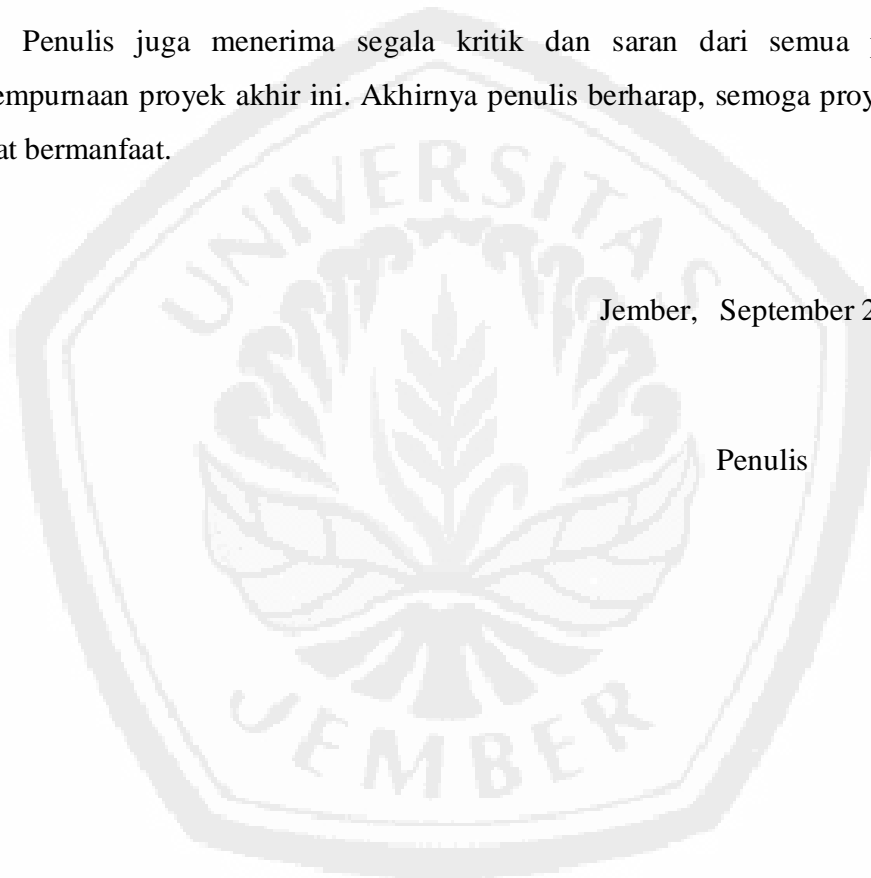 Penulis juga menerima segala kritik dan saran dari semua
empurnaan proyek akhir ini. Akhirnya penulis berharap, semoga proy
at bermanfaat.
UNIVERSITAS
Jember, September 2
Penulis
JEMBER